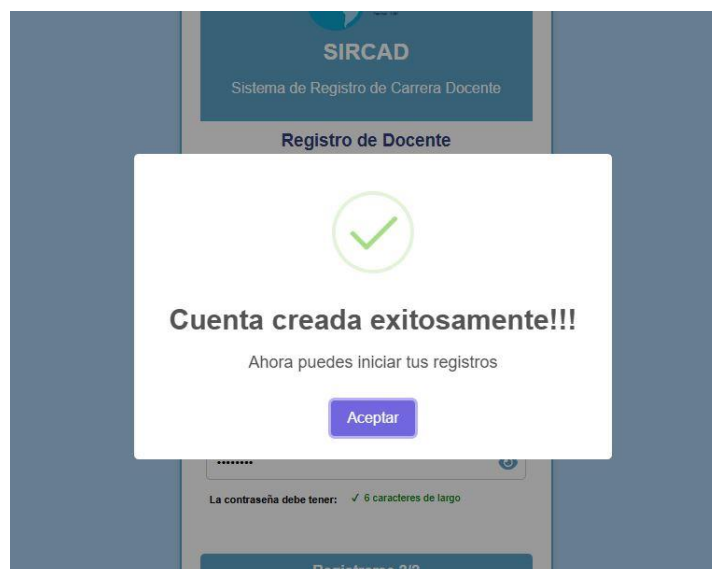 SIRCAD
Sistema de Registro de Carrera Docente
Registro de Docente
Cuenta creada exitosamente!!!
Ahora puedes iniciar tus registros
Aceptar
La contraseña debe tener: ✓ 6 caracteres de largo